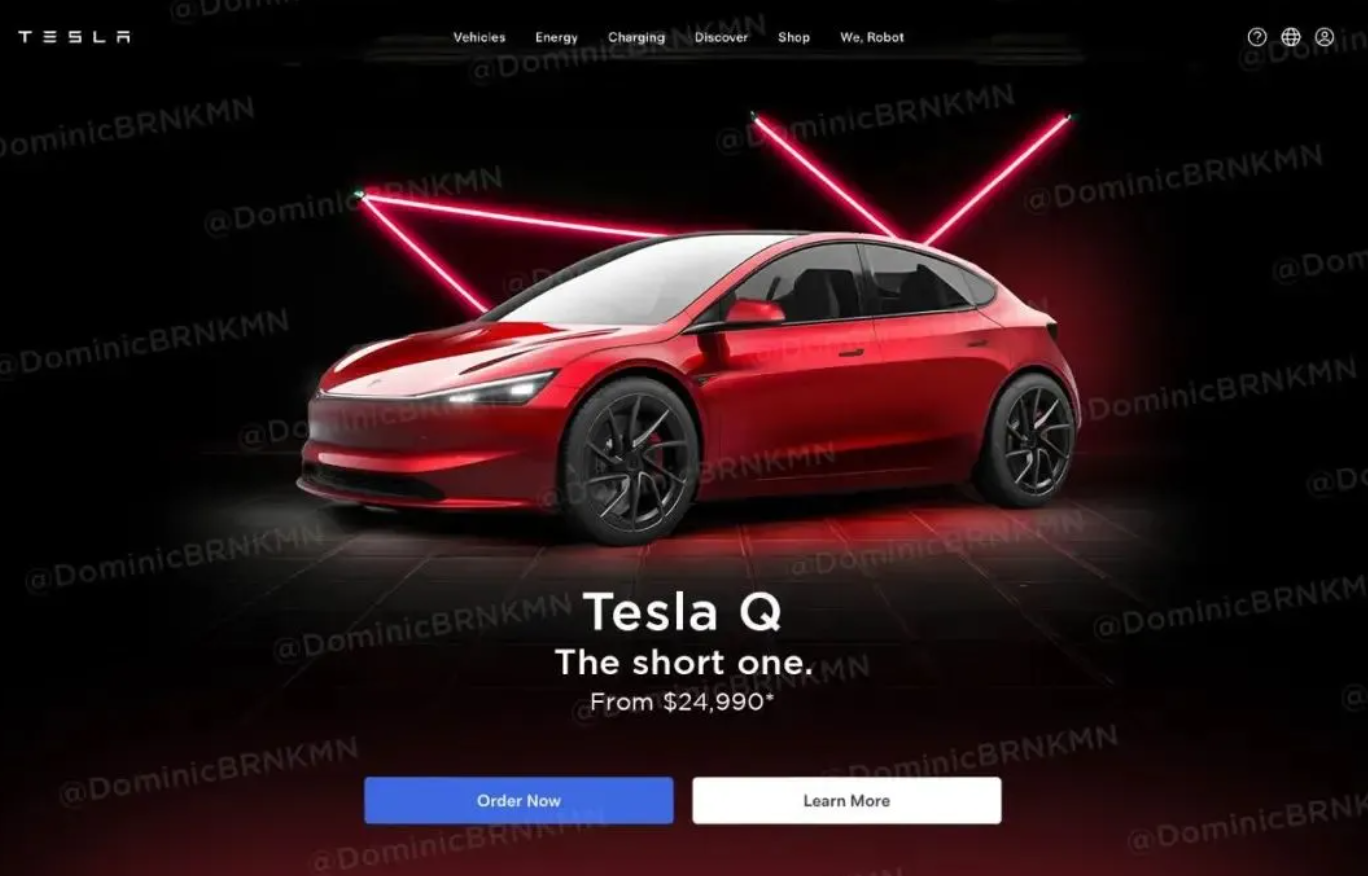 TESLA
Vehicles Energy Charging Discover Shop We, Robot
Tesla Q
The short one.
From $24,990*
Order Now Learn More
@DominicBRNKMN